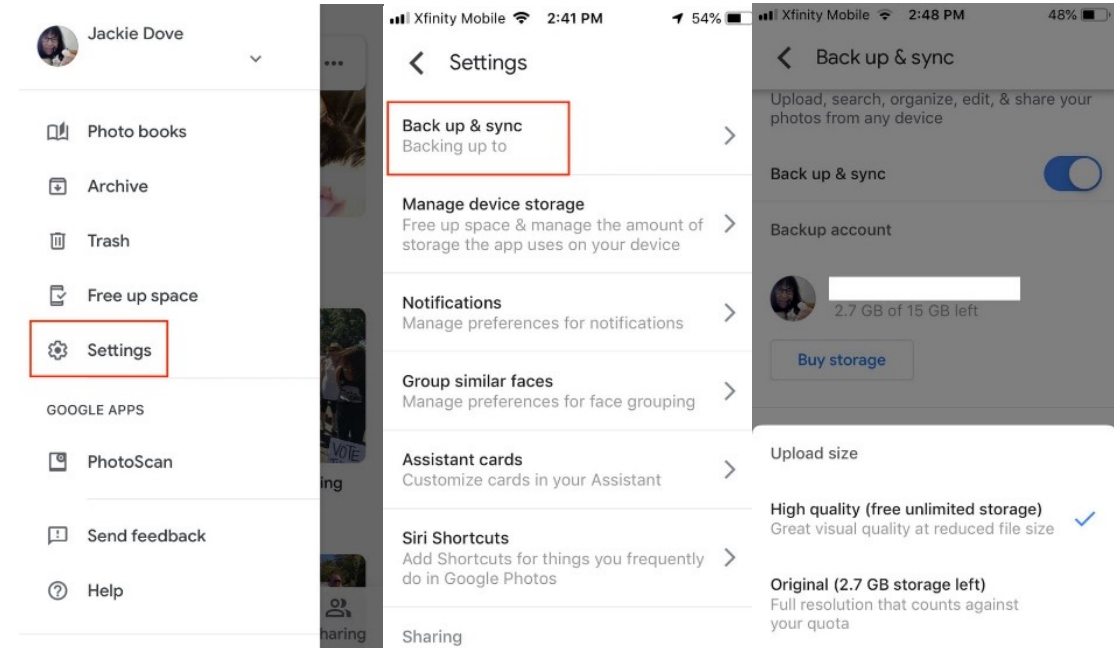 Jackie Dove
Photo books
Archive
Trash
Free up space
Settings
GOOGLE APPS
PhotoScan
Send feedback
Help
VOTE
ing
haring
Xfinity Mobile 2:41 PM 54%
Settings
Back up & sync
Backing up to
Manage device storage
Free up space & manage the amount of
storage the app uses on your device
Notifications
Manage preferences for notifications
Group similar faces
Manage preferences for face grouping
Assistant cards
Customize cards in your Assistant
Siri Shortcuts
Add Shortcuts for things you frequently
do in Google Photos
Sharing
Xfinity Mobile 2:48 PM 48%
Back up & sync
Upload, search, organize, edit, & share your
photos from any device
Back up & sync
Backup account
2.7 GB of 15 GB left
Buy storage
Upload size
High quality (free unlimited storage)
Great visual quality at reduced file size
Original (2.7 GB storage left)
Full resolution that counts against
your quota